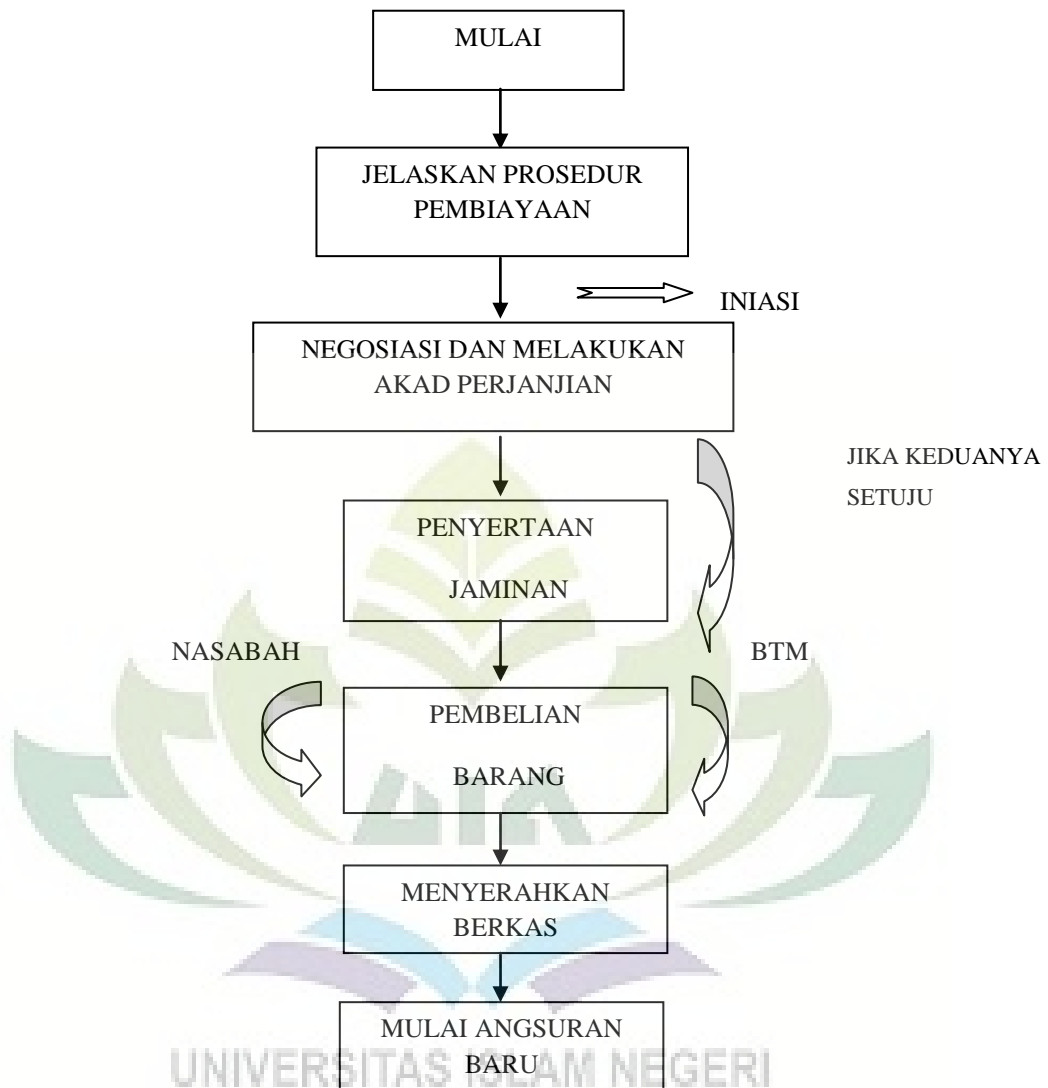 MULAI
JELASKAN PROSEDUR
PEMBIAYAAN
INIASI
NEGOSIASI DAN MELAKUKAN
AKAD PERJANJIAN
JIKA KEDUANYA
SETUJU
PENYERTAAN
JAMINAN
NASABAH
BTM
PEMBELIAN
BARANG
MENYERAHKAN
BERKAS
MULAI ANGSURAN
BARU
UNIVERSITAS ISLAM NEGERI